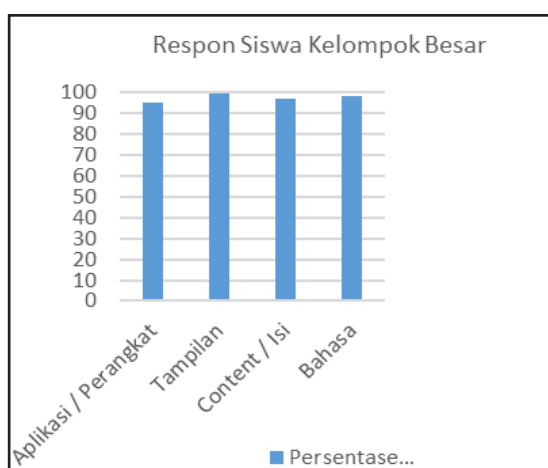 Respon Siswa Kelompok Besar
100
90
80
70
60
50
40
30
20
10
0
Aplikasi / Perangkat
Tampilan
Content / Isi
Bahasa
Persentase...